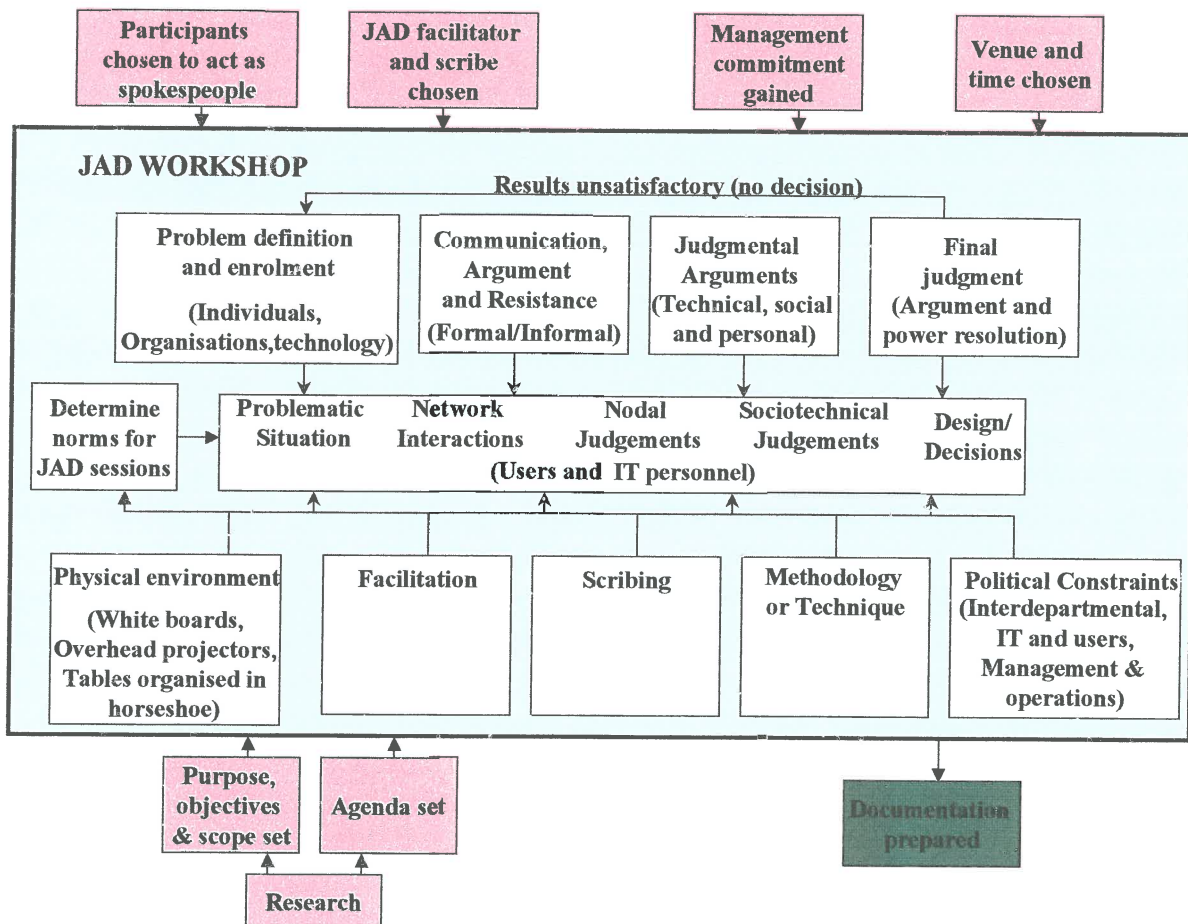 Participants
chosen to act as
spokespeople
JAD facilitator
and scribe
chosen
Management
commitment
gained
Venue and
time chosen
JAD WORKSHOP
Results unsatisfactory (no decision)
Problem definition
and enrolment
(Individuals,
Organisations,technology)
Communication,
Argument
and Resistance
(Formal/Informal)
Judgmental
Arguments
(Technical, social
and personal)
Final
judgment
(Argument and
power resolution)
Determine
norms for
JAD sessions
Problematic
Situation
Network
Interactions
Nodal
Judgements
Sociotechnical
Judgements
Design/
Decisions
(Users and IT personnel)
Physical environment
(White boards,
Overhead projectors,
Tables organised in
horseshoe)
Facilitation
Scribing
Methodology
or Technique
Political Constraints
(Interdepartmental,
IT and users,
Management &
operations)
Purpose,
objectives
& scope set
Agenda set
Documentation
prepared
Research